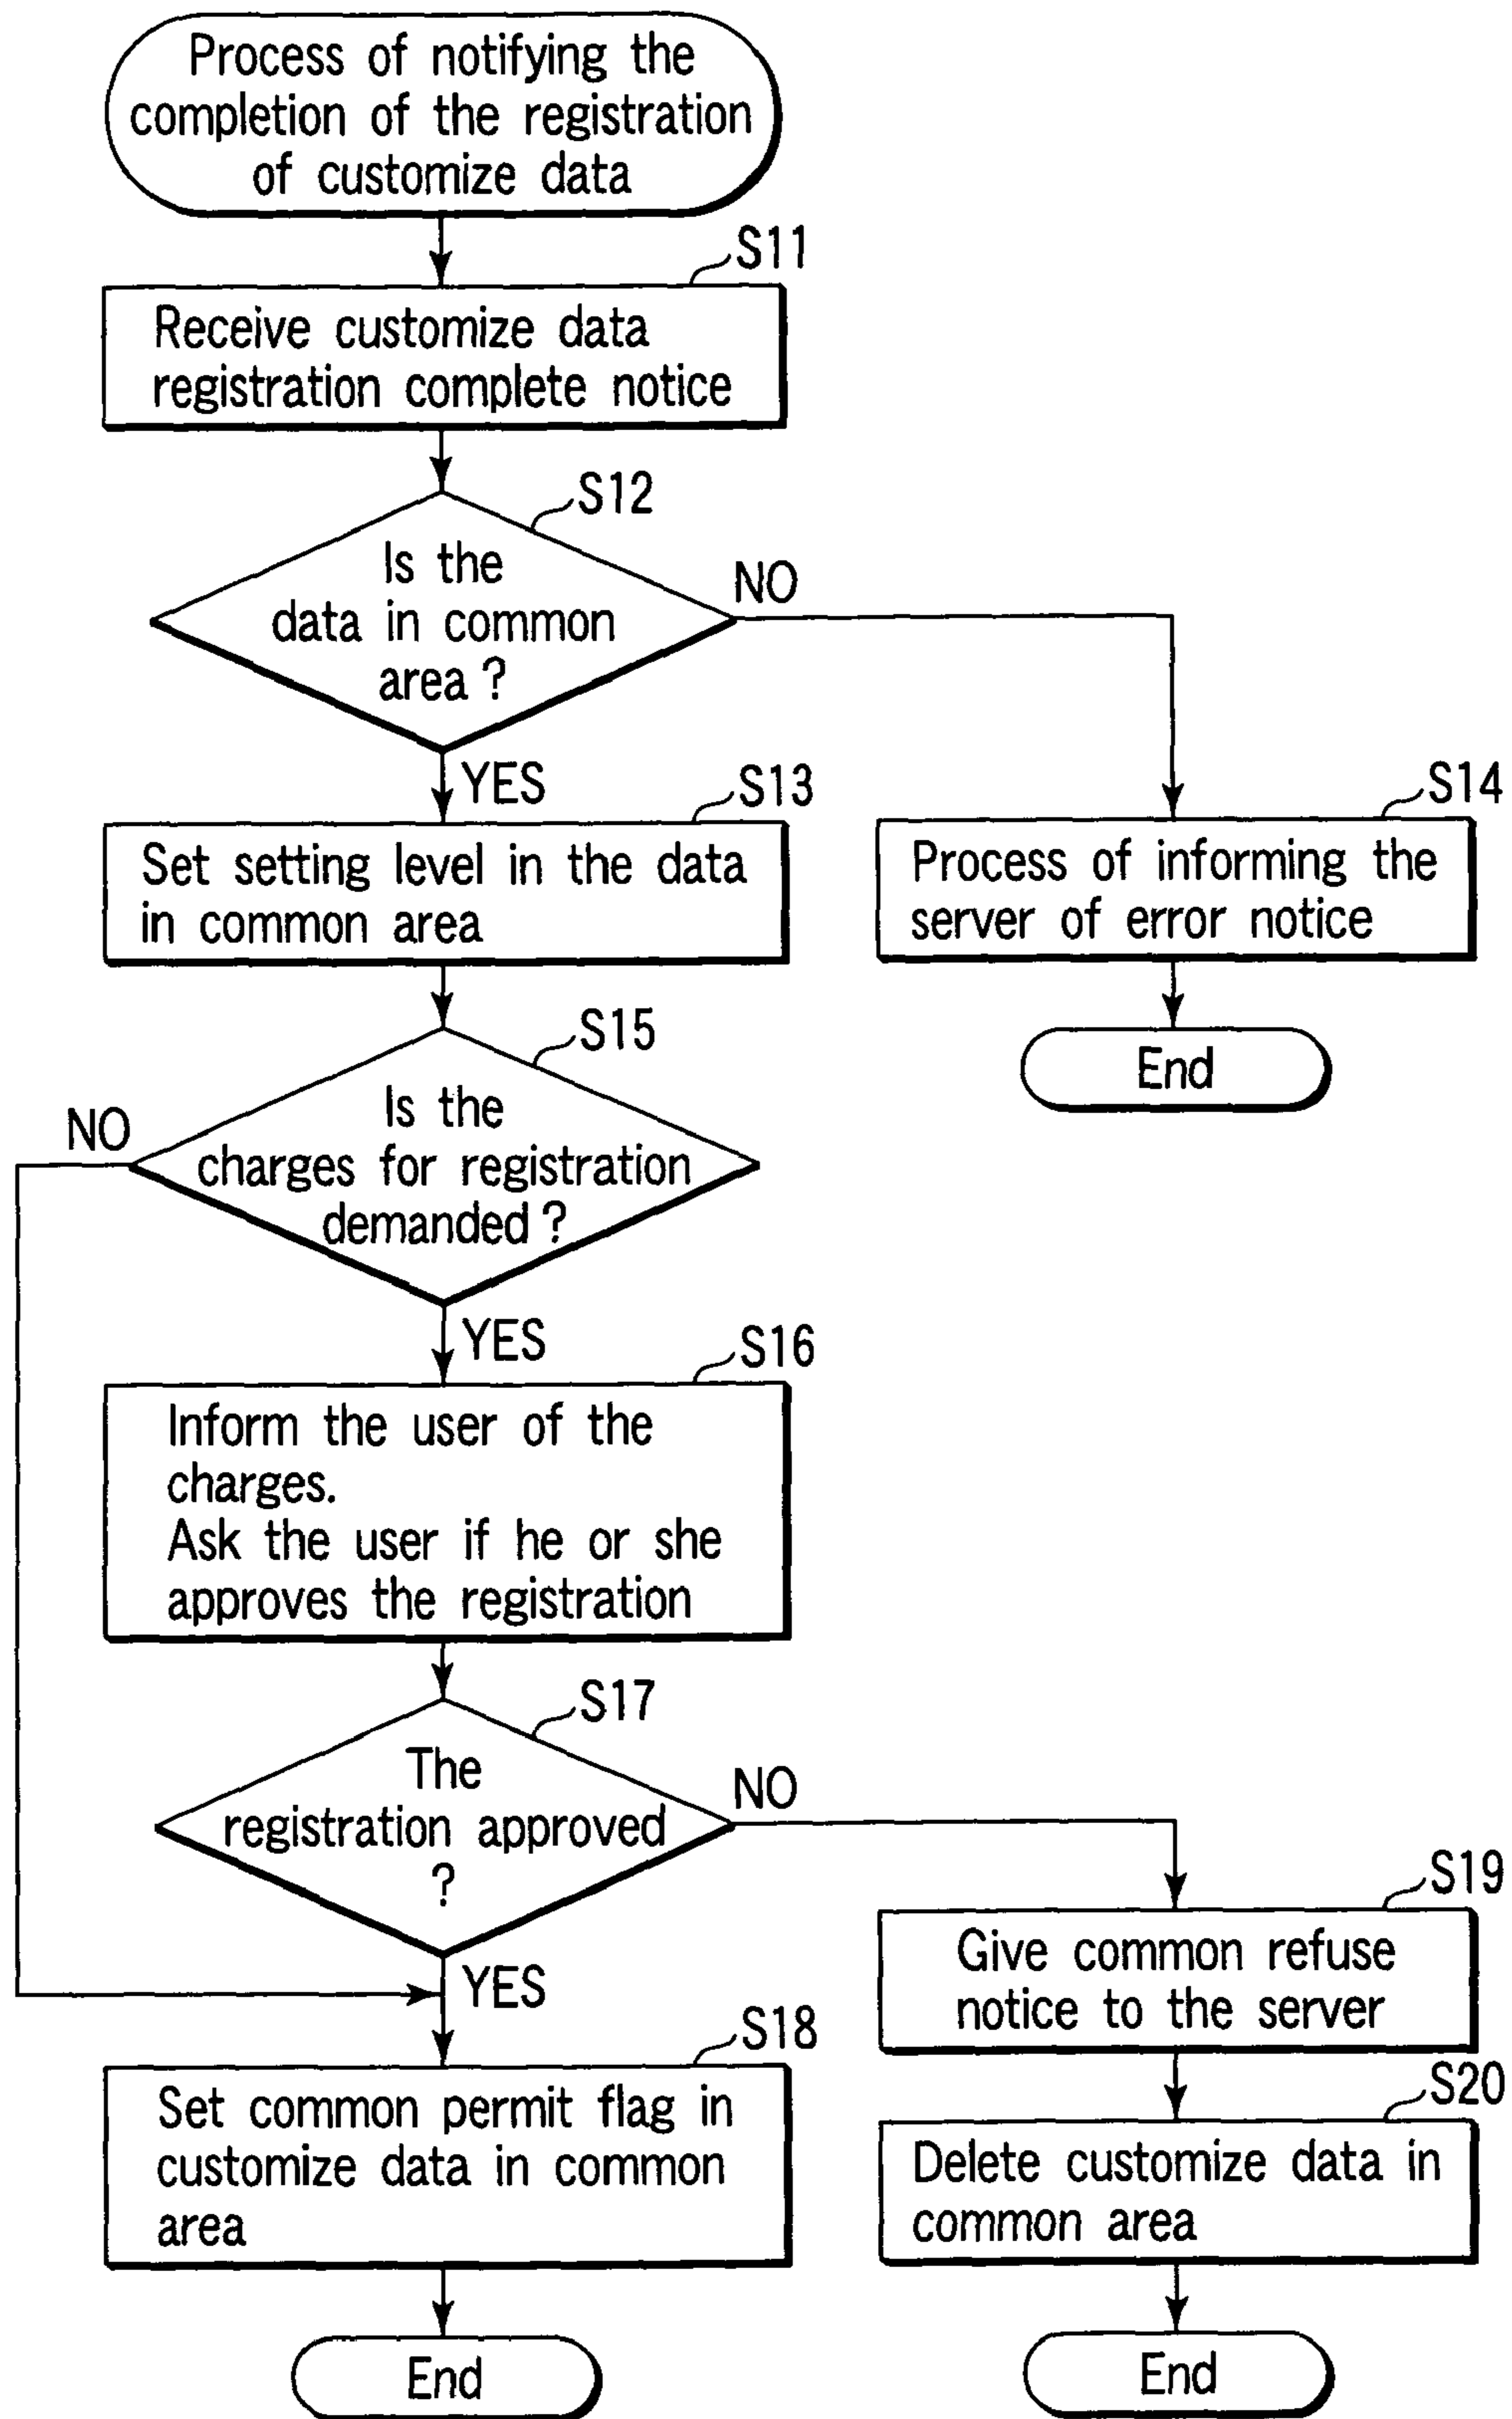 Process of notifying the
completion of the registration
of customize data
S11
Receive customize data
registration complete notice
S12
Is the
data in common
area ?
NO
YES
S13
Set setting level in the data
in common area
S14
Process of informing the
server of error notice
End
S15
Is the
charges for registration
demanded ?
NO
YES
S16
Inform the user of the
charges.
Ask the user if he or she
approves the registration
S17
The
registration approved
?
NO
YES
S18
Set common permit flag in
customize data in common
area
End
S19
Give common refuse
notice to the server
S20
Delete customize data in
common area
End